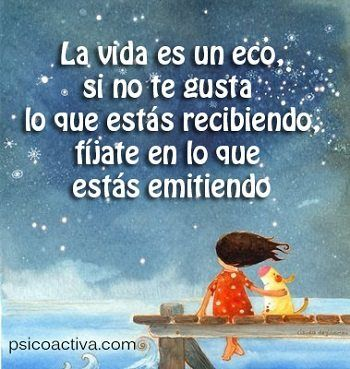 La vida es un eco,
si no te gusta
lo que estás recibiendo,
fíjate en lo que
estás emitiendo
psicoactiva.com